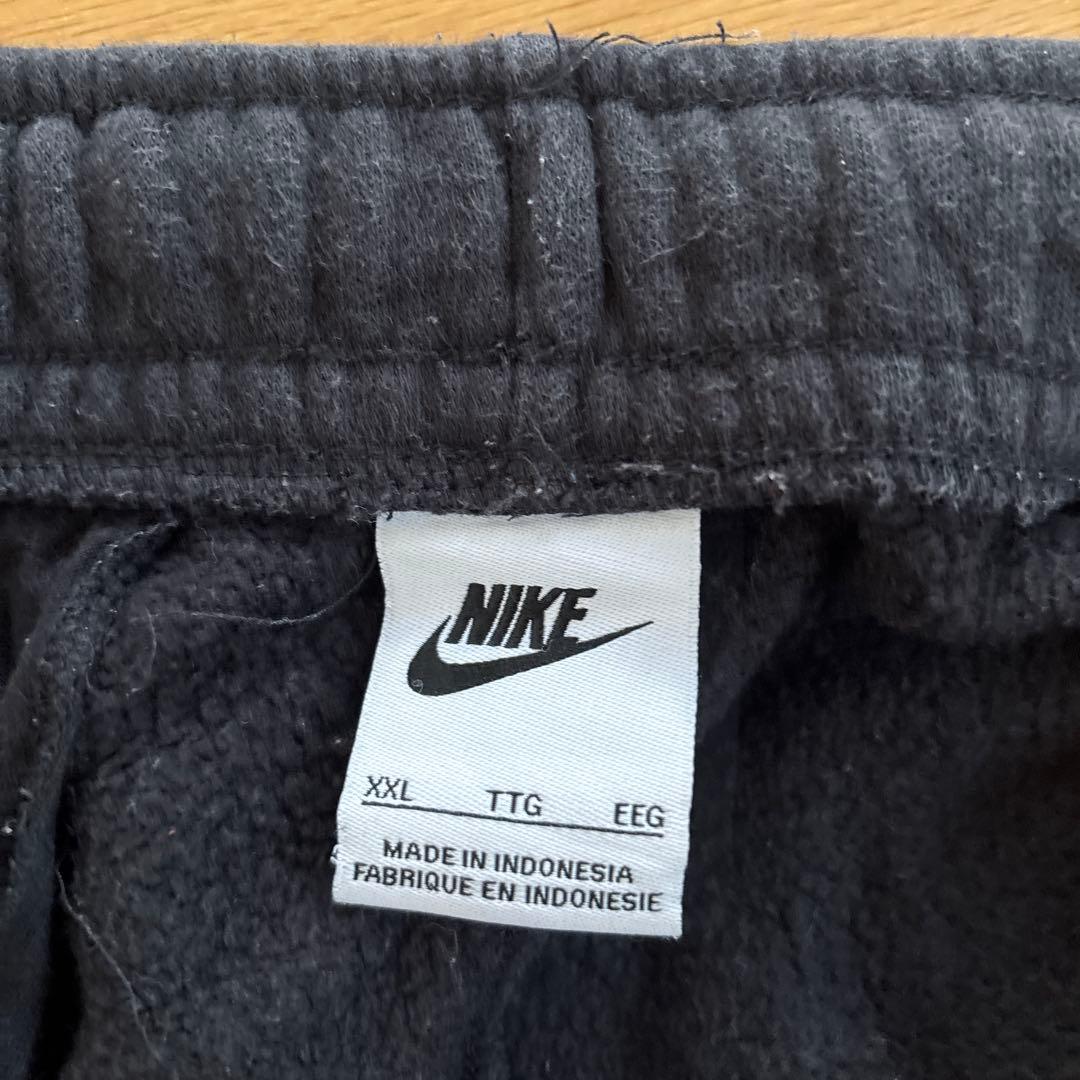 NIKE
XXL TTG EEG
MADE IN INDONESIA
FABRIQUE EN INDONESIE